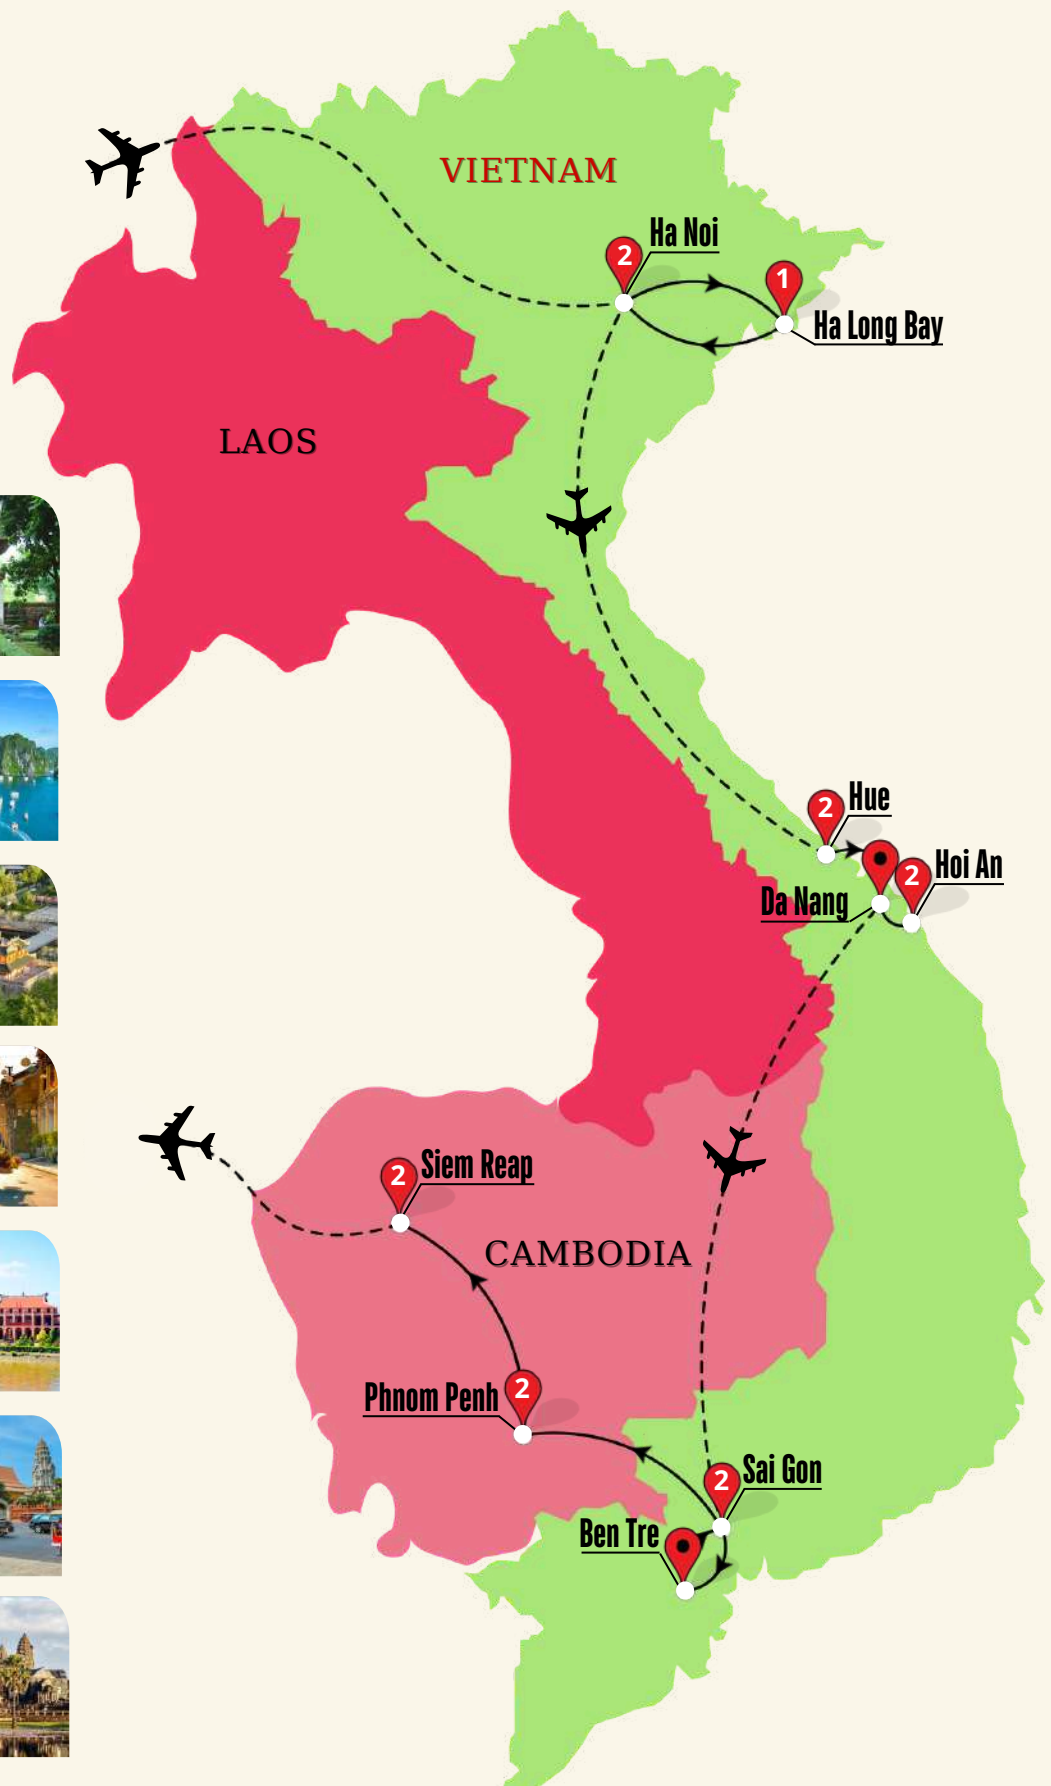 VIETNAM
2
Ha Noi
1
Ha Long Bay
LAOS
2
Hue
2
Hoi An
Da Nang
2
Siem Reap
CAMBODIA
Phnom Penh
2
2
Sai Gon
Ben Tre